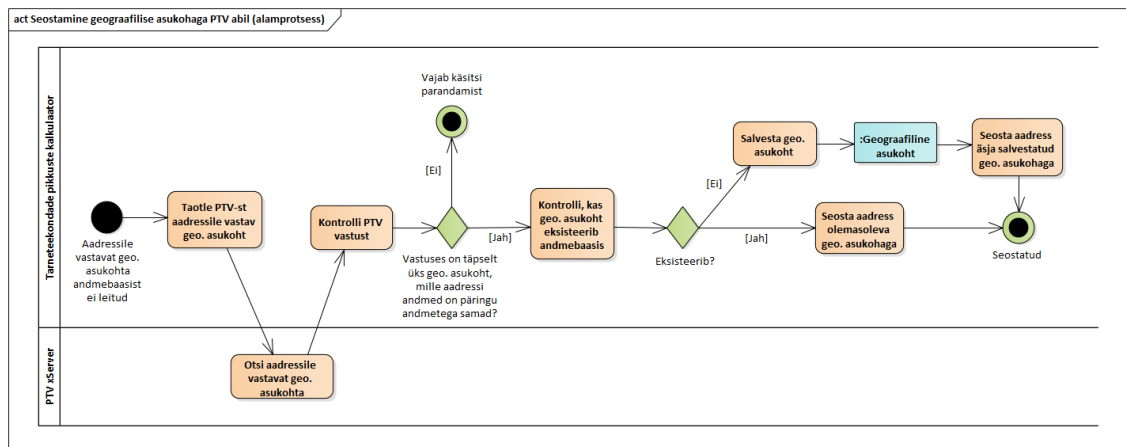 act Seostamine geograafilise asukohaga PTV abil (alamprotsess)
Tarneteekondade pikkuste kalkulaator
Aadressile
vastavat geo.
asukohta
andmebaasist
ei leitud
Taotle PTV-st
aadressile vastav
geo. asukoht
Kontrolli PTV
vastust
Vajab käsitsi
parandamist
[Ei]
[Jah]
Vastuses on täpselt
üks geo. asukoht,
mille aadressi
andmed on päringu
andmetega samad?
Kontrolli, kas
geo. asukoht
eksisteerib
andmebaasis
Eksisteerib?
[Ei]
[Jah]
Salvesta geo.
asukoht
:Geograafiline
asukoht
Seosta aadress
äsja salvestatud
geo. asukohaga
Seosta aadress
olemasoleva
geo. asukohaga
Seostatud
PTV xServer
Otsi aadressile
vastavat geo.
asukohta